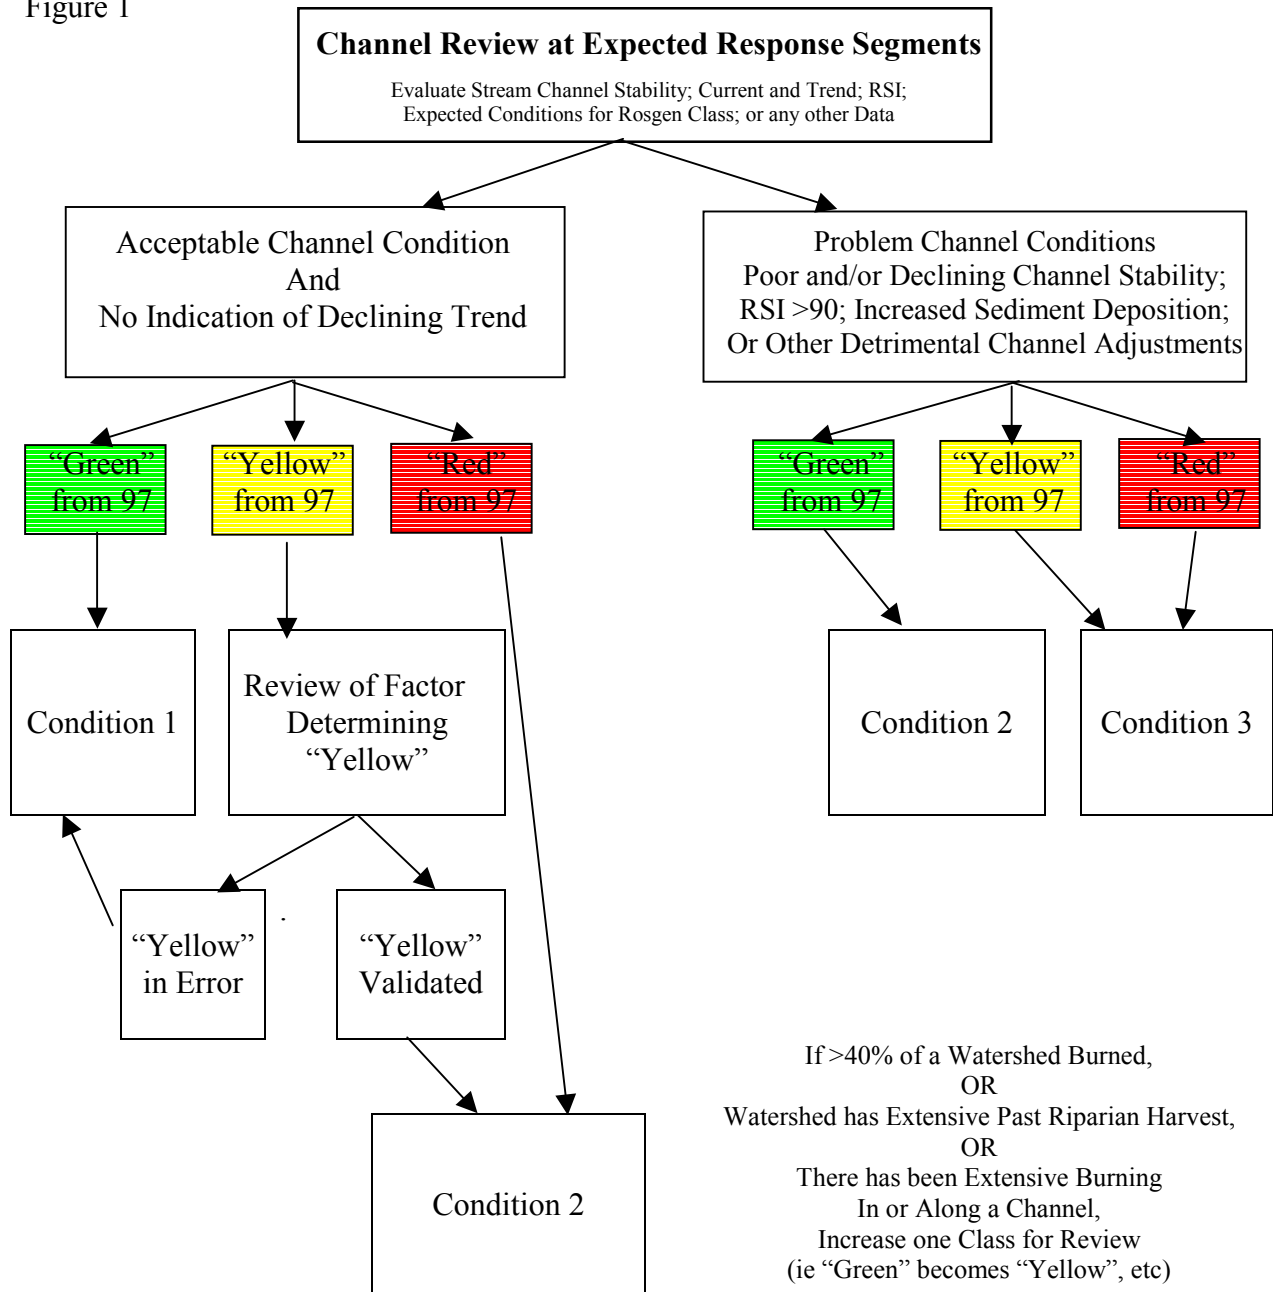 Figure 1
Channel Review at Expected Response Segments
Evaluate Stream Channel Stability; Current and Trend; RSI;
Expected Conditions for Rosgen Class; or any other Data
Acceptable Channel Condition
And
No Indication of Declining Trend
Problem Channel Conditions
Poor and/or Declining Channel Stability;
RSI >90; Increased Sediment Deposition;
Or Other Detrimental Channel Adjustments
“Green”
from 97
“Yellow”
from 97
“Red”
from 97
“Green”
from 97
“Yellow”
from 97
“Red”
from 97
Condition 1
Review of Factor
Determining
“Yellow”
Condition 2
Condition 3
“Yellow”
in Error
.
“Yellow”
Validated
Condition 2
If >40% of a Watershed Burned,
OR
Watershed has Extensive Past Riparian Harvest,
OR
There has been Extensive Burning
In or Along a Channel,
Increase one Class for Review
(ie “Green” becomes “Yellow”, etc)